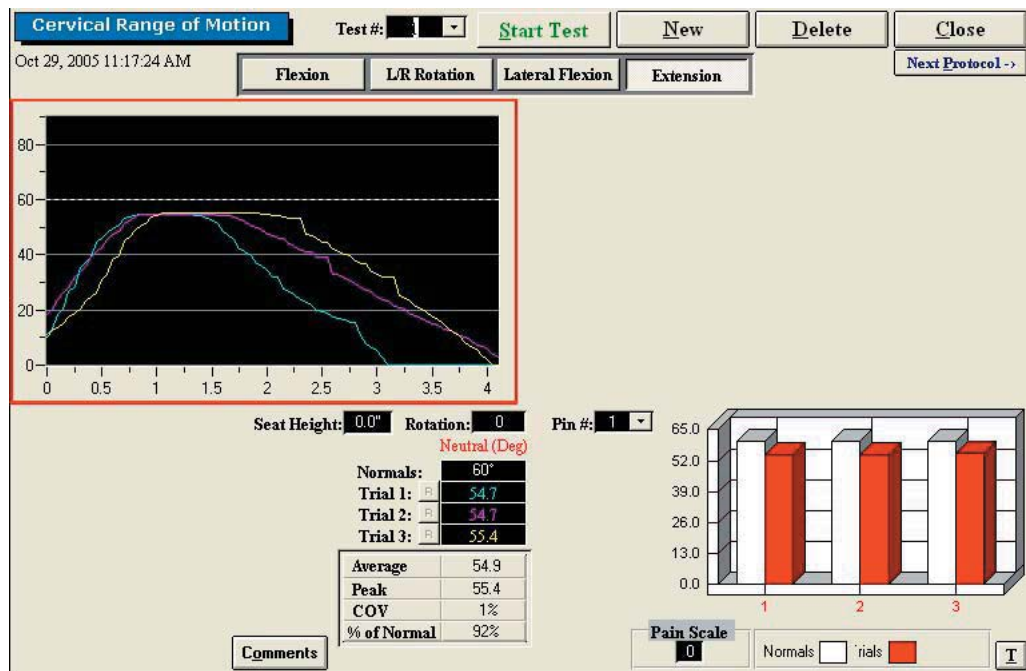 Cervical Range of Motion Test #: Start Test New Delete Close
Oct 29, 2005 11:17:24 AM Flexion L/R Rotation Lateral Flexion Extension Next Protocol ->
80
60
40
20
0
0 0.5 1 1.5 2 2.5 3 3.5 4
Seat Height: 0.0" Rotation: 0 Pin #: 1
Neutral (Deg)
Normals: 60°
Trial 1: R 54.7
Trial 2: R 54.7
Trial 3: R 55.4
Average 54.9
Peak 55.4
COV 1%
% of Normal 92%
Comments
65.0
52.0
39.0
26.0
13.0
0.0
1 2 3
Pain Scale
0
Normals rials T